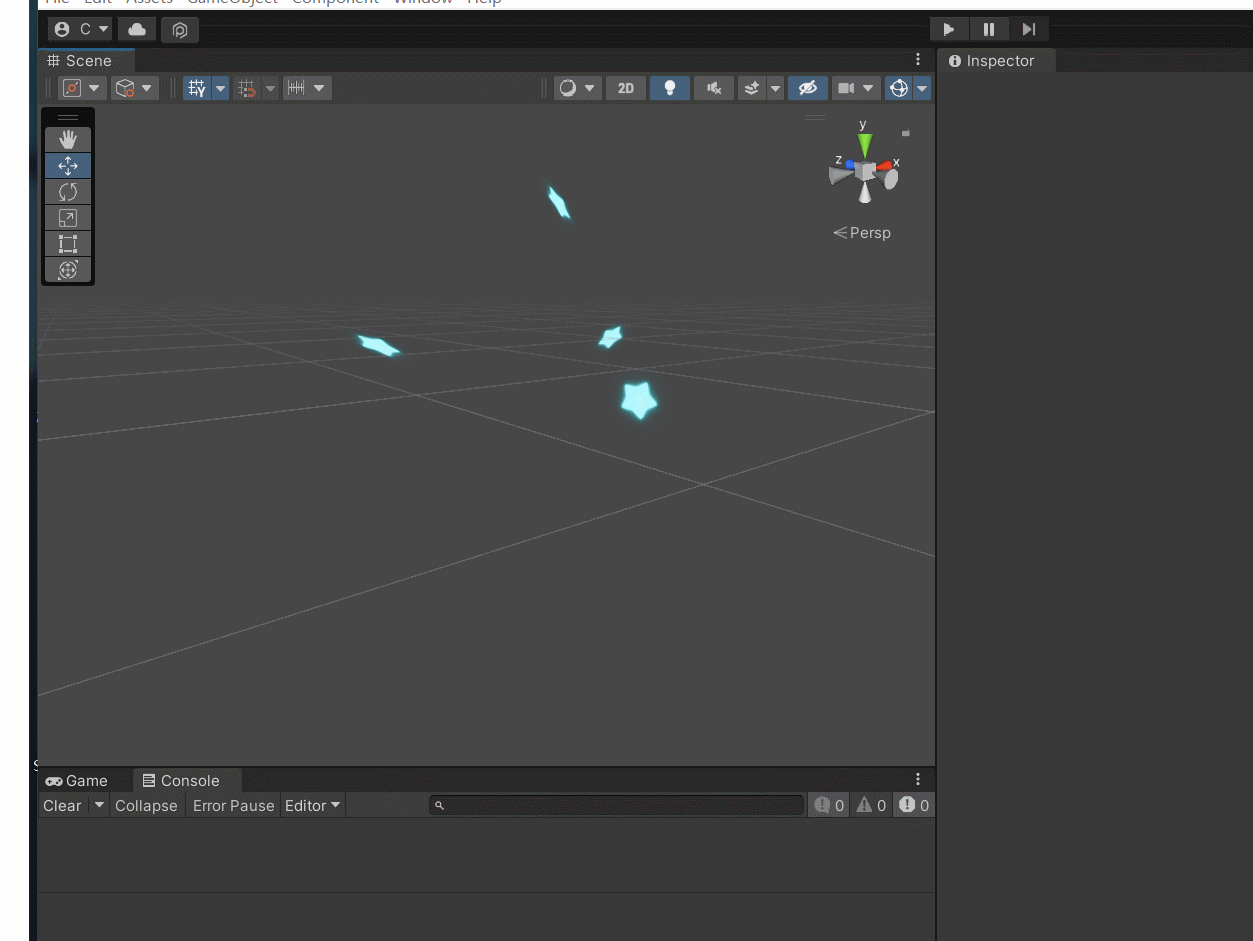 File Edit Assets GameObject Component Window Help
C
Scene
Inspector
Y
2D
y
z
x
Persp
Game
Console
Clear
Collapse
Error Pause
Editor
0
0
0